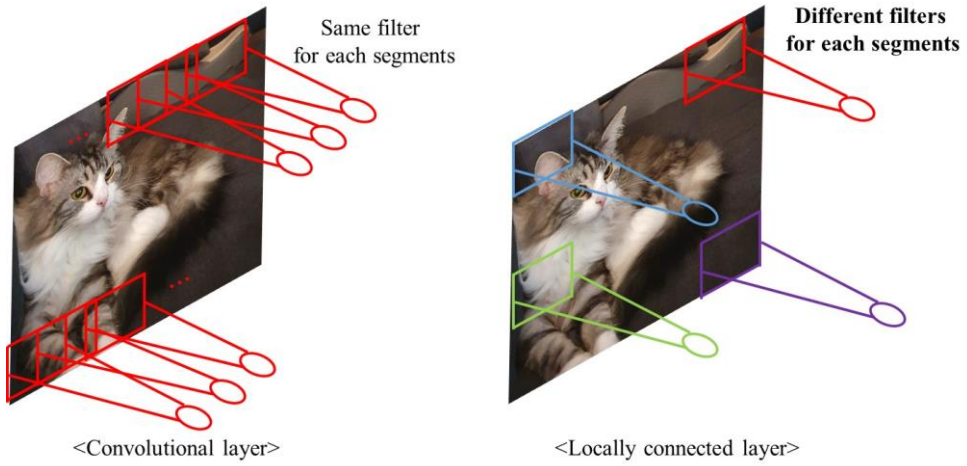 Same filter
for each segments
Different filters
for each segments
<Convolutional layer>
<Locally connected layer>